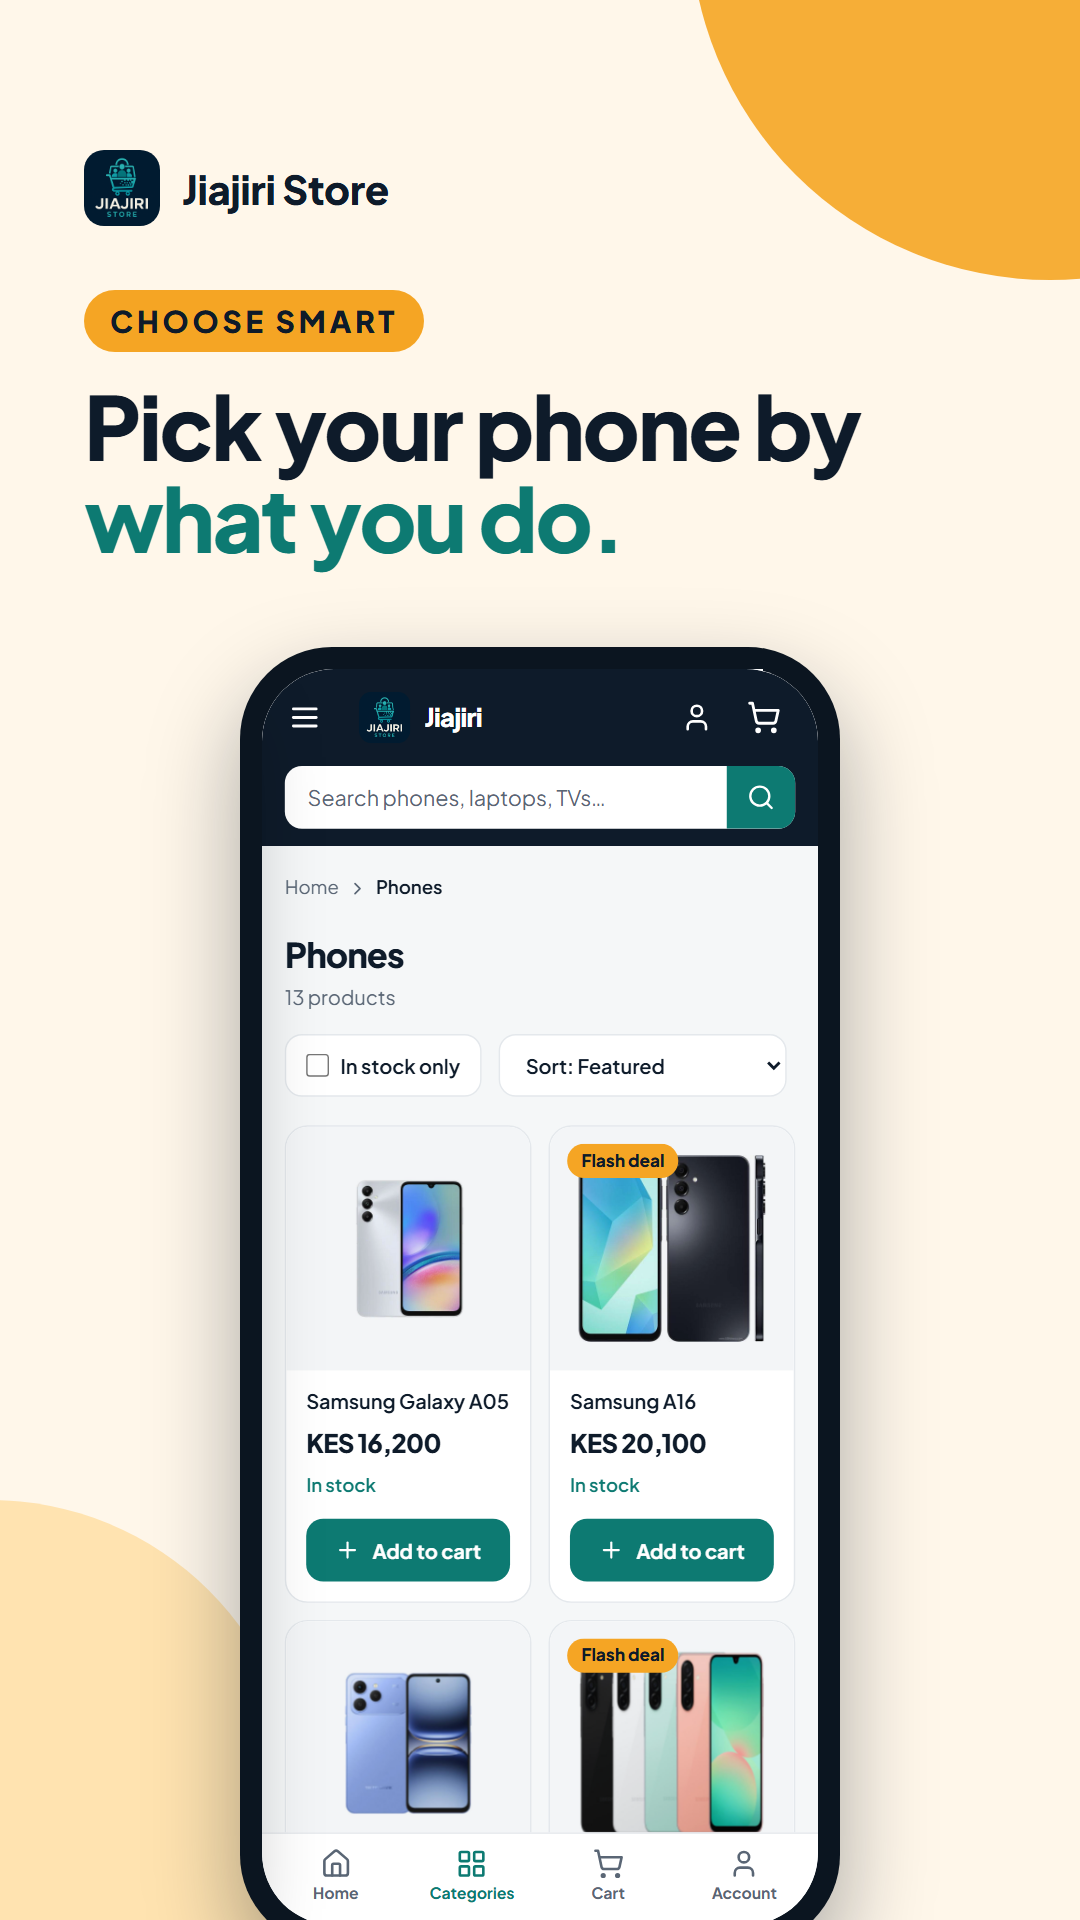 JIAJIRI
STORE
Jiajiri Store
CHOOSE SMART
Pick your phone by
what you do.
JIAJIRI
STORE
Jiajiri
Search phones, laptops, TVs...
Home > Phones
Phones
13 products
In stock only
Sort: Featured
Flash deal
Samsung Galaxy A05
KES 16,200
In stock
+ Add to cart
Samsung A16
KES 20,100
In stock
+ Add to cart
Flash deal
Home
Categories
Cart
Account